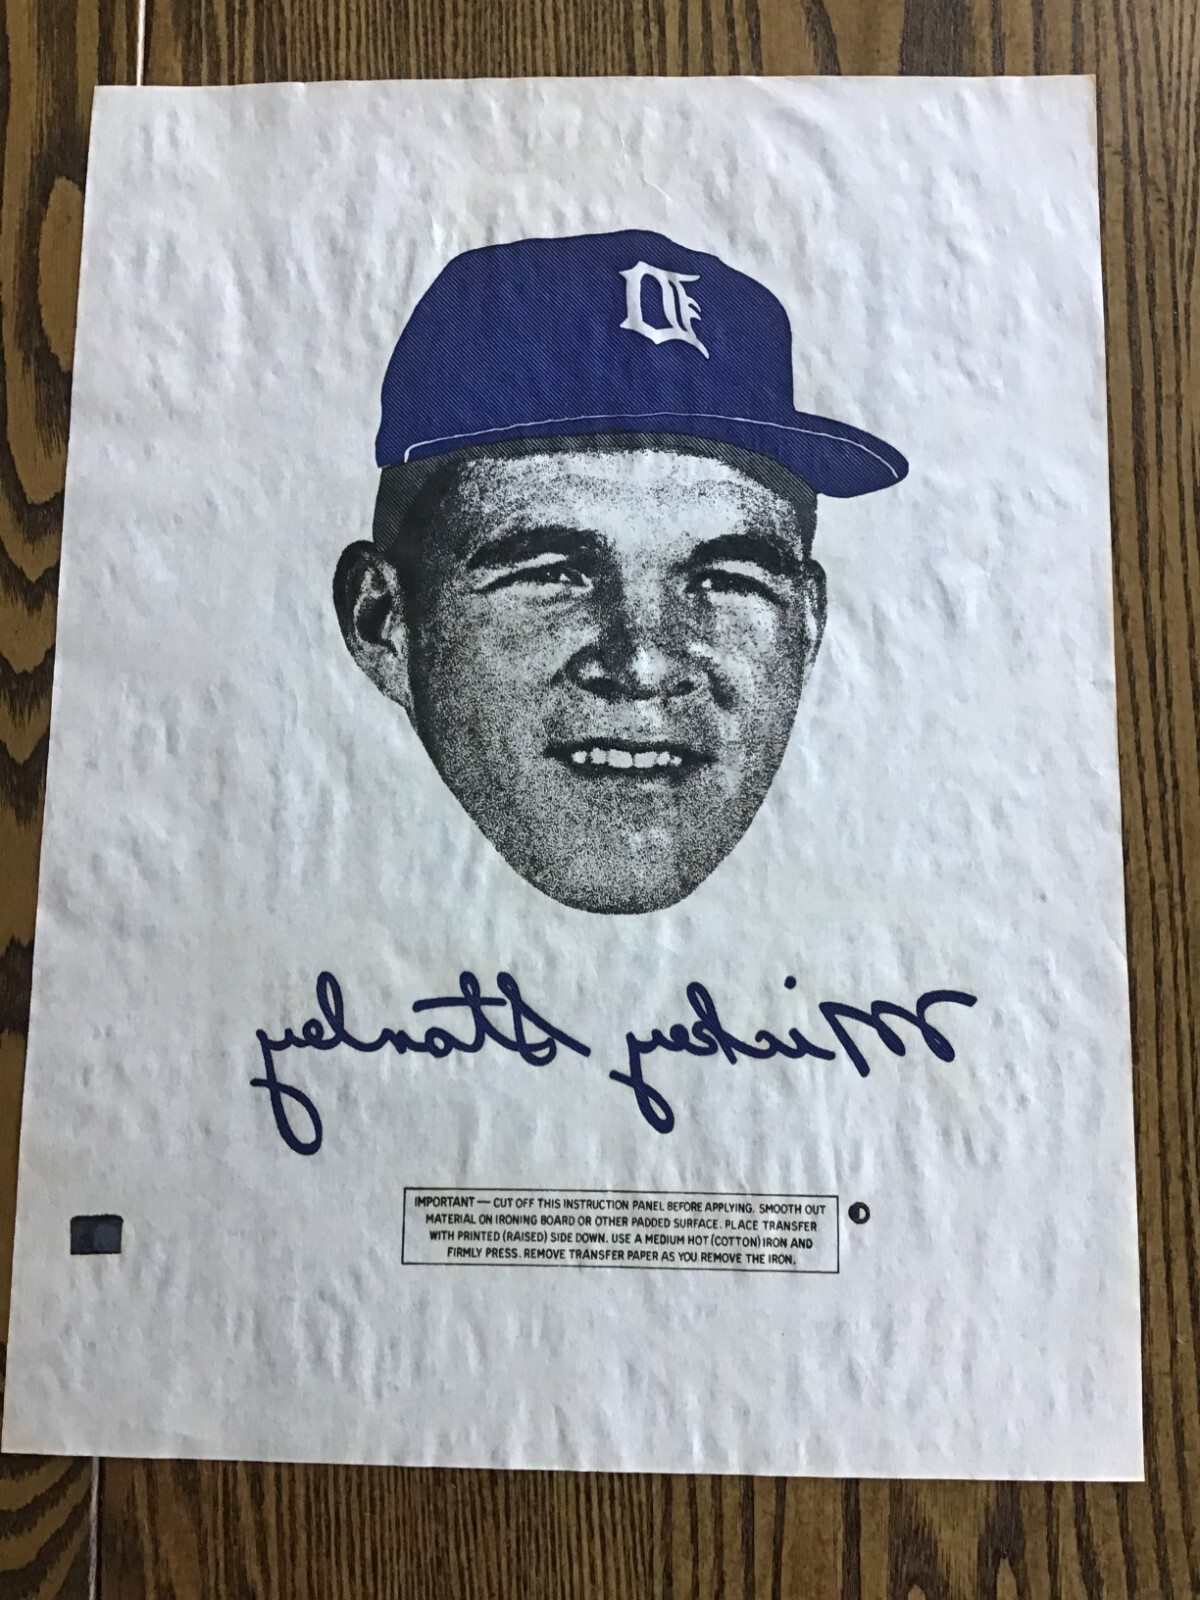 D
Mickey Stanley
IMPORTANT — CUT OFF THIS INSTRUCTION PANEL BEFORE APPLYING. SMOOTH OUT
MATERIAL ON IRONING BOARD OR OTHER PADDED SURFACE. PLACE TRANSFER
WITH PRINTED (RAISED) SIDE DOWN. USE A MEDIUM HOT (COTTON) IRON AND
FIRMLY PRESS. REMOVE TRANSFER PAPER AS YOU REMOVE THE IRON.